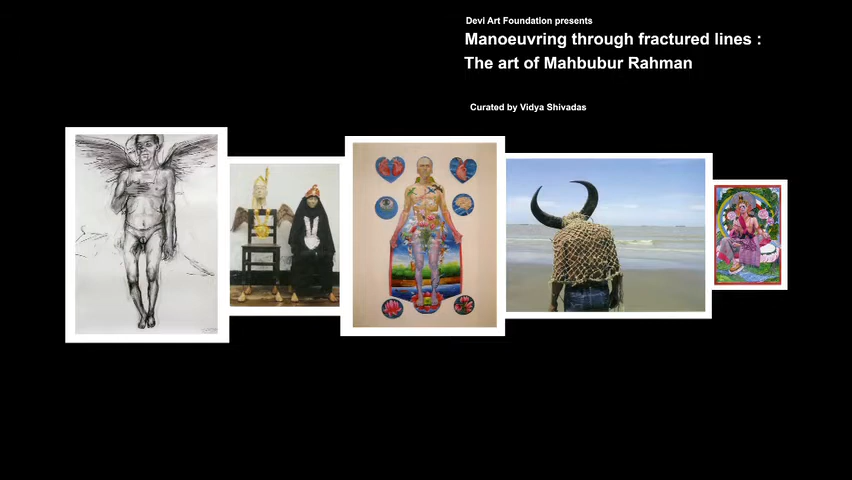 Devi Art Foundation presents
Manoeuvring through fractured lines :
The art of Mahbubur Rahman
Curated by Vidya Shivadas